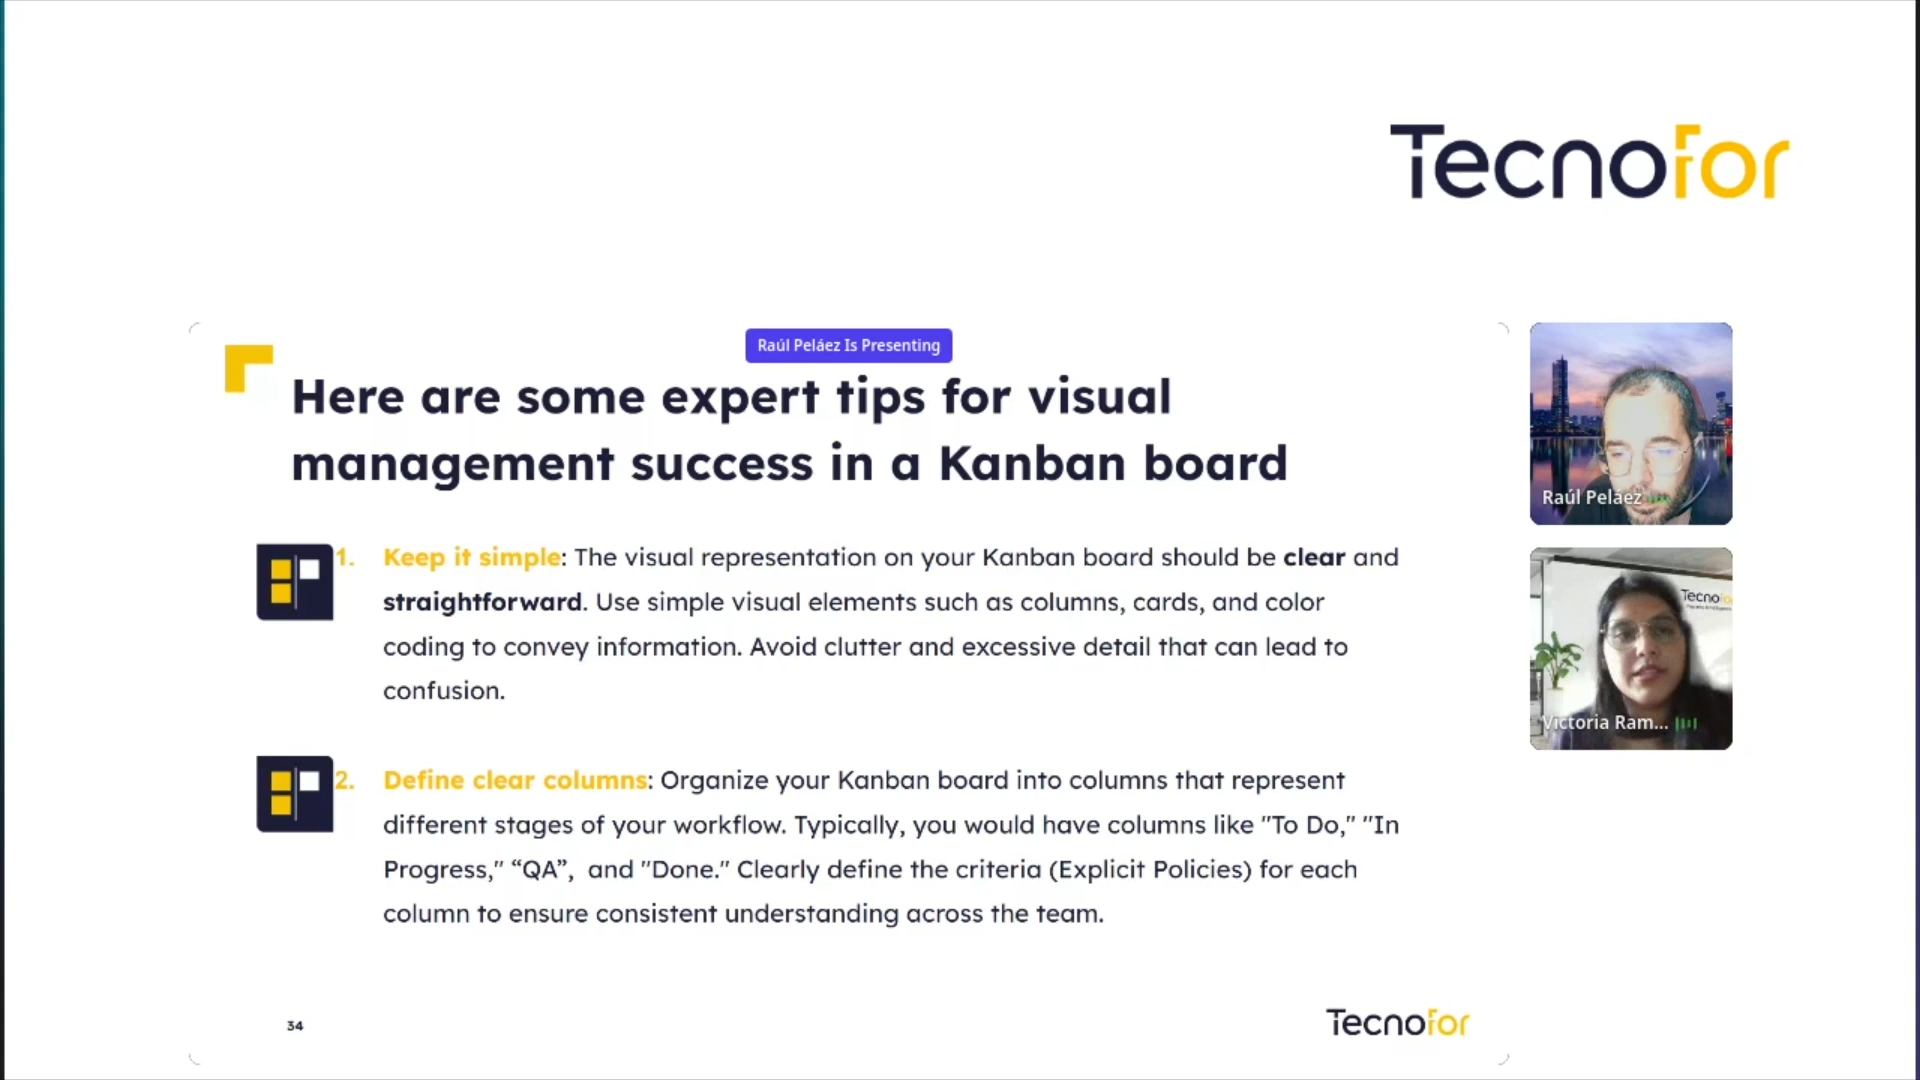 Tecnofor
Raúl Peláez Is Presenting
Here are some expert tips for visual
management success in a Kanban board
1. Keep it simple: The visual representation on your Kanban board should be clear and
straightforward. Use simple visual elements such as columns, cards, and color
coding to convey information. Avoid clutter and excessive detail that can lead to
confusion.
2. Define clear columns: Organize your Kanban board into columns that represent
different stages of your workflow. Typically, you would have columns like "To Do," "In
Progress," “QA”, and "Done." Clearly define the criteria (Explicit Policies) for each
column to ensure consistent understanding across the team.
34
Tecnofor
Raúl Peláez
Tecnofor
Victoria Ram...